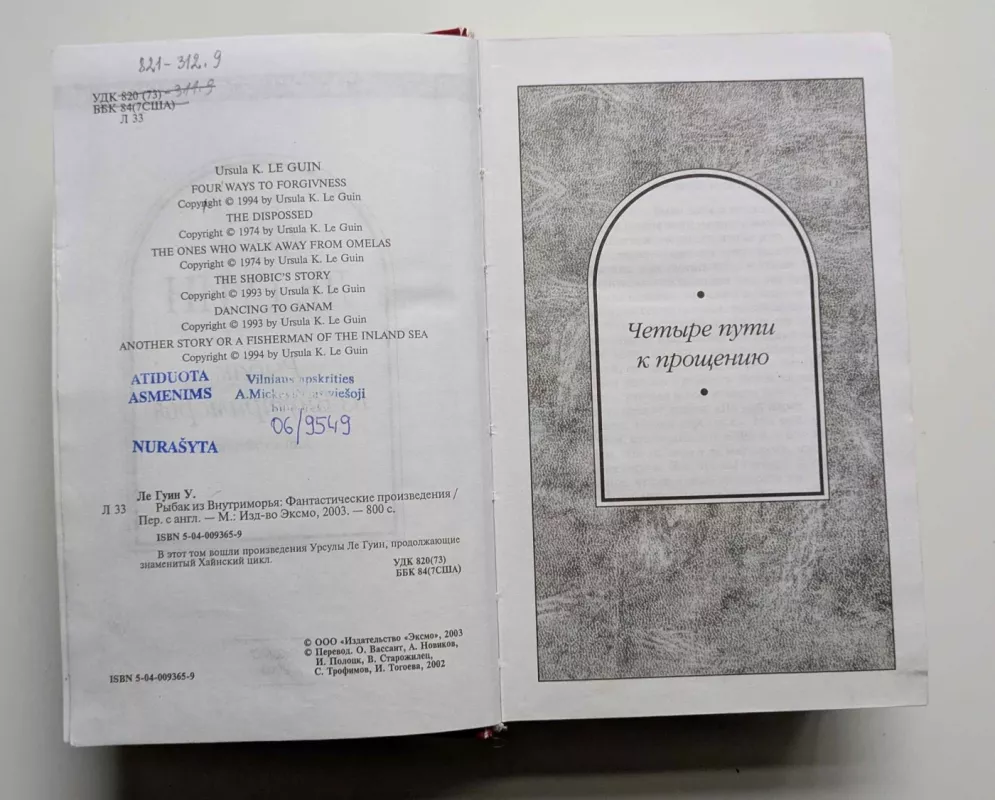 821-312.9
УДК 820 (73)-311.9
ББК 84(7США)
Л 33
Ursula K. LE GUIN
FOUR WAYS TO FORGIVNESS
Copyright © 1994 by Ursula K. Le Guin
THE DISPOSSED
Copyright © 1974 by Ursula K. Le Guin
THE ONES WHO WALK AWAY FROM OMELAS
Copyright © 1974 by Ursula K. Le Guin
THE SHOBIC'S STORY
Copyright © 1993 by Ursula K. Le Guin
DANCING TO GANAM
Copyright © 1993 by Ursula K. Le Guin
ANOTHER STORY OR A FISHERMAN OF THE INLAND SEA
Copyright © 1994 by Ursula K. Le Guin
ATIDUOTA
ASMENIMS
Vilniaus apskrities
A.
06/9549
NURAŠYTA
Ле Гуин У.
Л 33 Рыбак из Внутриморья: Фантастические произведения /
Пер. с англ. — М.: Изд-во Эксмо, 2003. — 800 с.
ISBN 5-04-009365-9
В этот том вошли произведения Урсулы Ле Гуин, продолжающие
знаменитый Хайнский цикл.
УДК 820(73)
ББК 84(7США)
© ООО «Издательство «Эксмо», 2003
© Перевод. О. Васант, А. Новиков,
И. Полоцк, В. Старожилец,
С. Трофимов, И. Тогоева, 2002
ISBN 5-04-009365-9
Четыре пути
к прощению